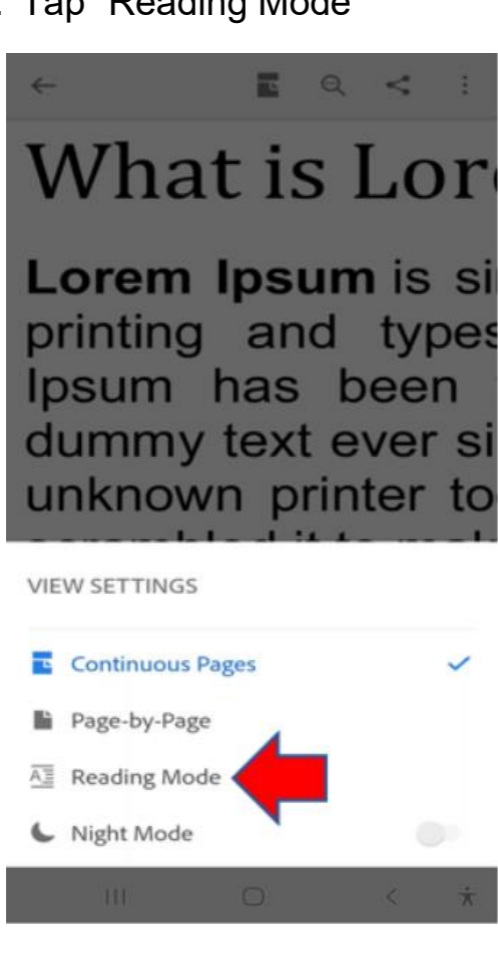 . Tap "Reading Mode"
What is Lor
Lorem Ipsum is si
printing and types
Ipsum has been
dummy text ever si
unknown printer to
VIEW SETTINGS
Continuous Pages
Page-by-Page
Reading Mode
Night Mode